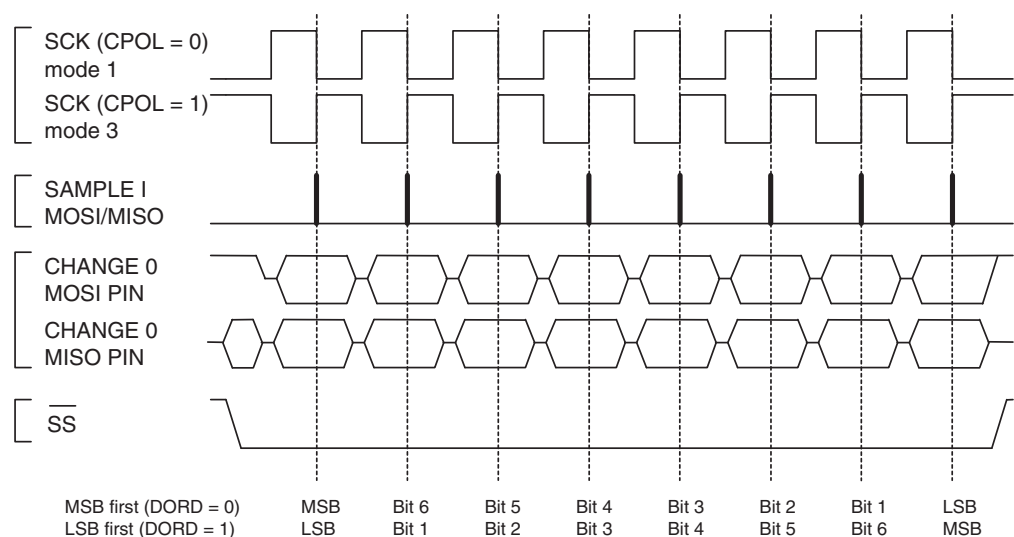 SCK (CPOL = 0)
mode 1
SCK (CPOL = 1)
mode 3
SAMPLE I
MOSI/MISO
CHANGE 0
MOSI PIN
CHANGE 0
MISO PIN
SS
MSB first (DORD = 0) MSB Bit 6 Bit 5 Bit 4 Bit 3 Bit 2 Bit 1 LSB
LSB first (DORD = 1) LSB Bit 1 Bit 2 Bit 3 Bit 4 Bit 5 Bit 6 MSB